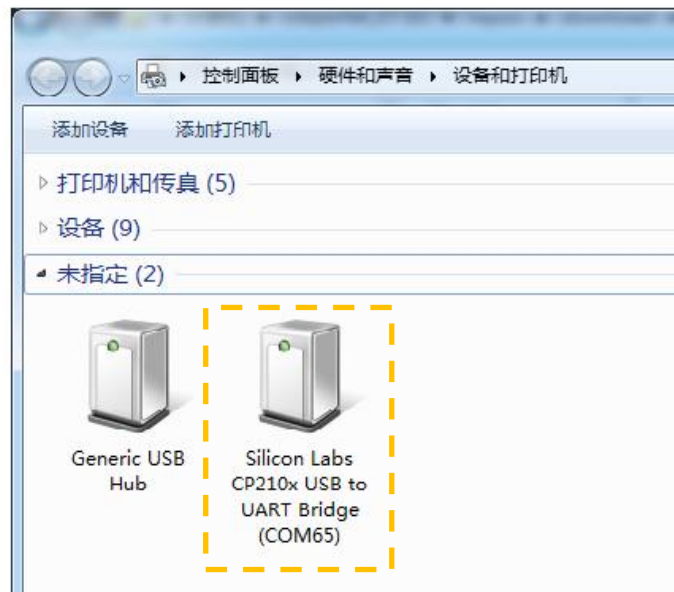 控制面板 硬件和声音 设备和打印机
添加设备 添加打印机
打印机和传真 (5)
设备 (9)
未指定 (2)
Generic USB
Hub
Silicon Labs
CP210x USB to
UART Bridge
(COM65)